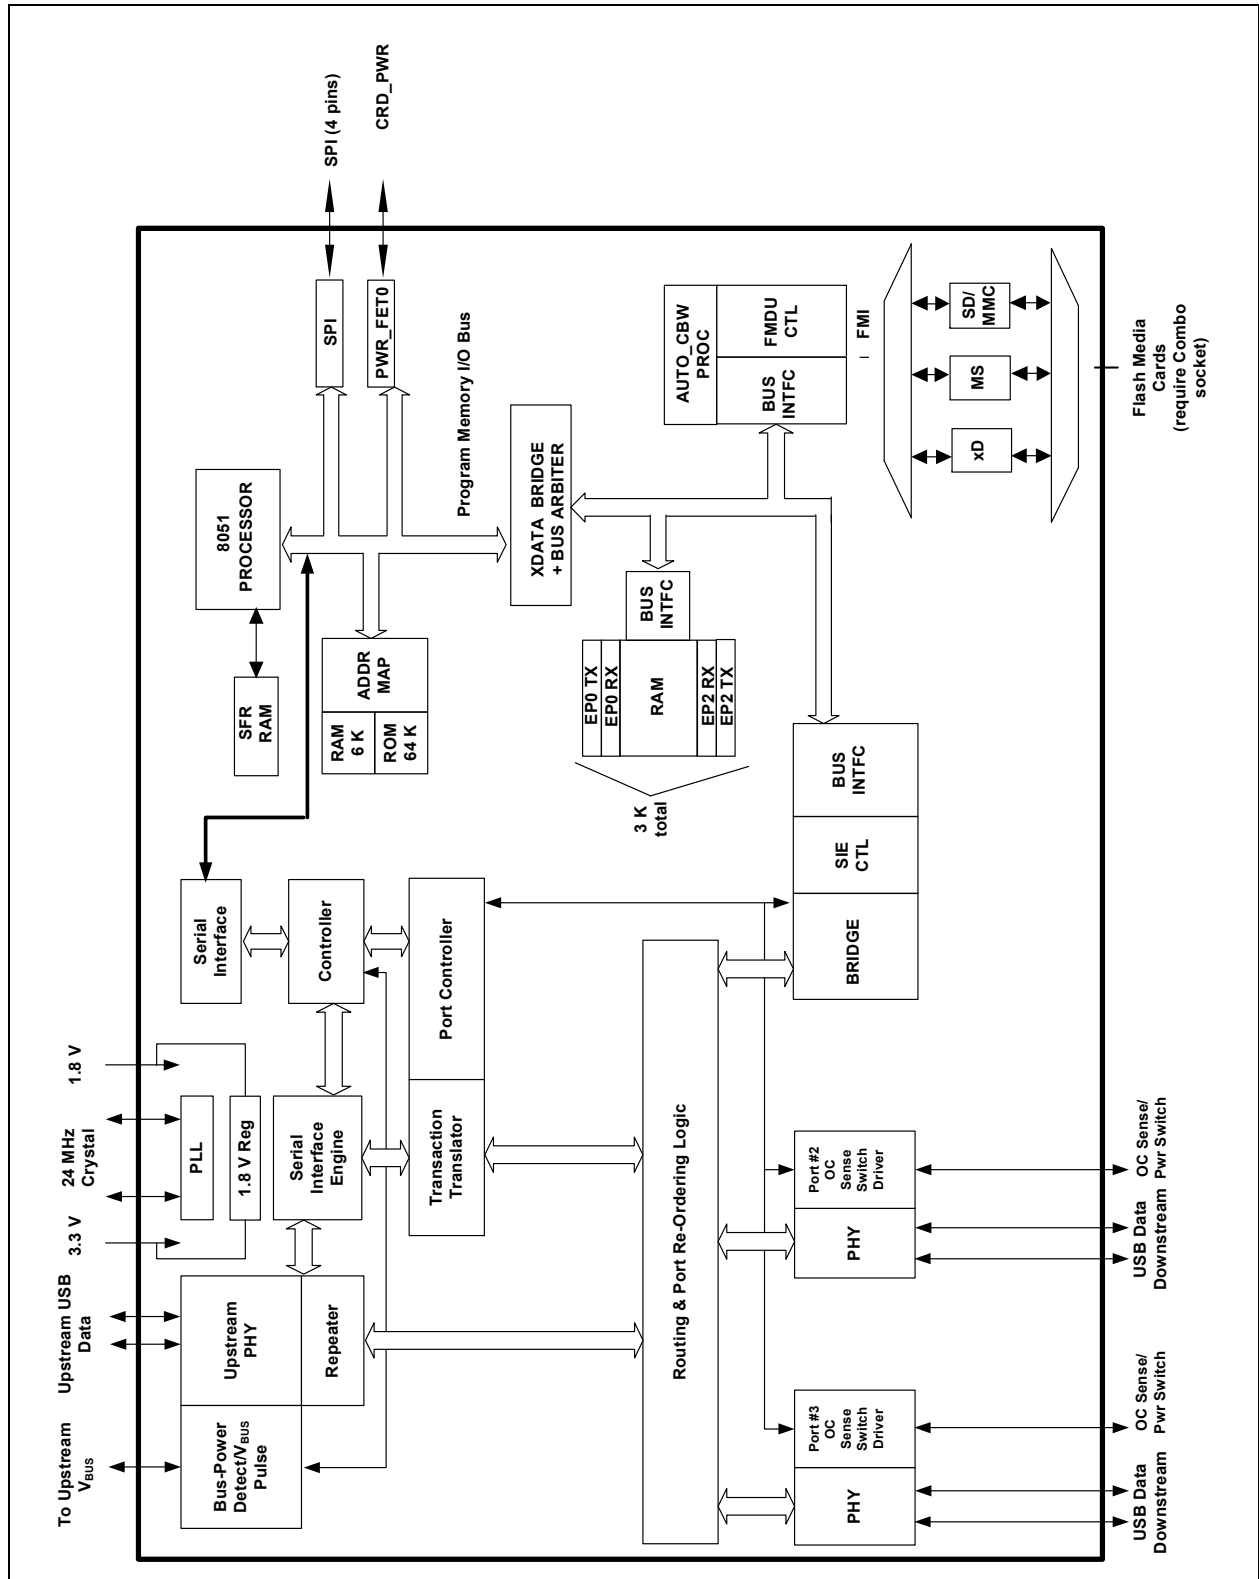 To Upstream
VBUS
Upstream USB
Data
3.3 V
24 MHz
Crystal
1.8 V
Bus-Power
Detect/VBUS
Pulse
Upstream
PHY
Repeater
PLL
1.8 V Reg
Serial
Interface
Engine
Serial
Interface
Controller
Transaction
Translator
Port Controller
SFR
RAM
8051
PROCESSOR
RAM
6 K
ROM
64 K
ADDR
MAP
SPI
PWR_FET0
SPI (4 pins)
CRD_PWR
Program Memory I/O Bus
XDATA BRIDGE
+ BUS ARBITER
3 K
total
EP0 TX
EP0 RX
RAM
EP2 RX
EP2 TX
BUS
INTFC
AUTO_CBW
PROC
BUS
INTFC
FMDU
CTL
FMI
Routing & Port Re-Ordering Logic
BRIDGE
SIE
CTL
BUS
INTFC
xD
MS
SD/
MMC
Flash Media
Cards
(require Combo
socket)
PHY
Port #3
OC
Sense
Switch
Driver
PHY
Port #2
OC
Sense
Switch
Driver
USB Data
Downstream
OC Sense/
Pwr Switch
USB Data
Downstream
OC Sense/
Pwr Switch